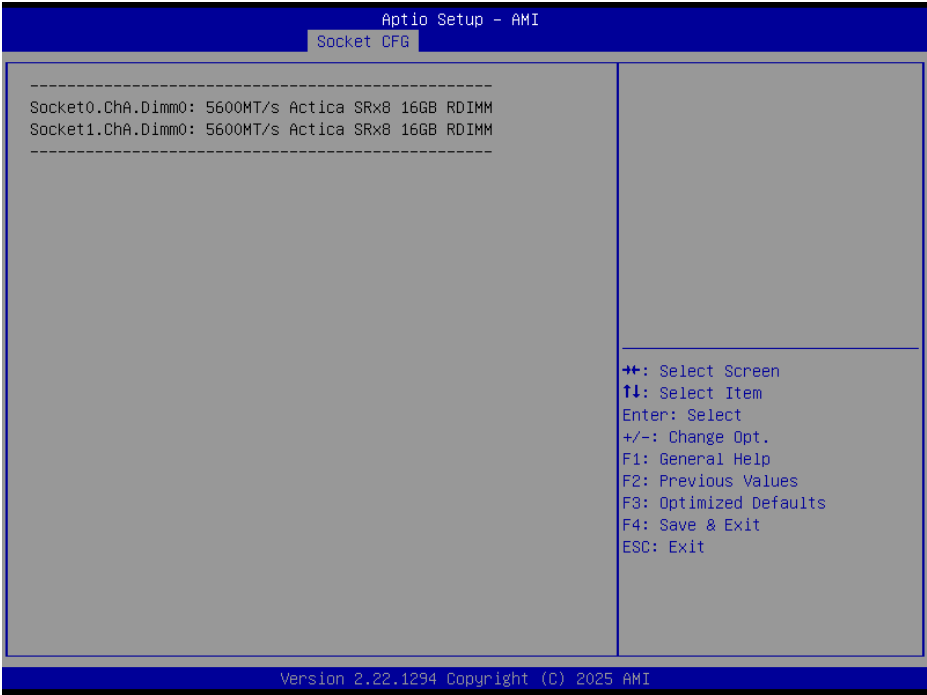 Aptio Setup - AMI
Socket CFG
--------------------------------------------------
Socket0.ChA.Dimm0: 5600MT/s Actica SRx8 16GB RDIMM
Socket1.ChA.Dimm0: 5600MT/s Actica SRx8 16GB RDIMM
--------------------------------------------------
→←: Select Screen
↑↓: Select Item
Enter: Select
+/-: Change Opt.
F1: General Help
F2: Previous Values
F3: Optimized Defaults
F4: Save & Exit
ESC: Exit
Version 2.22.1294 Copyright (C) 2025 AMI